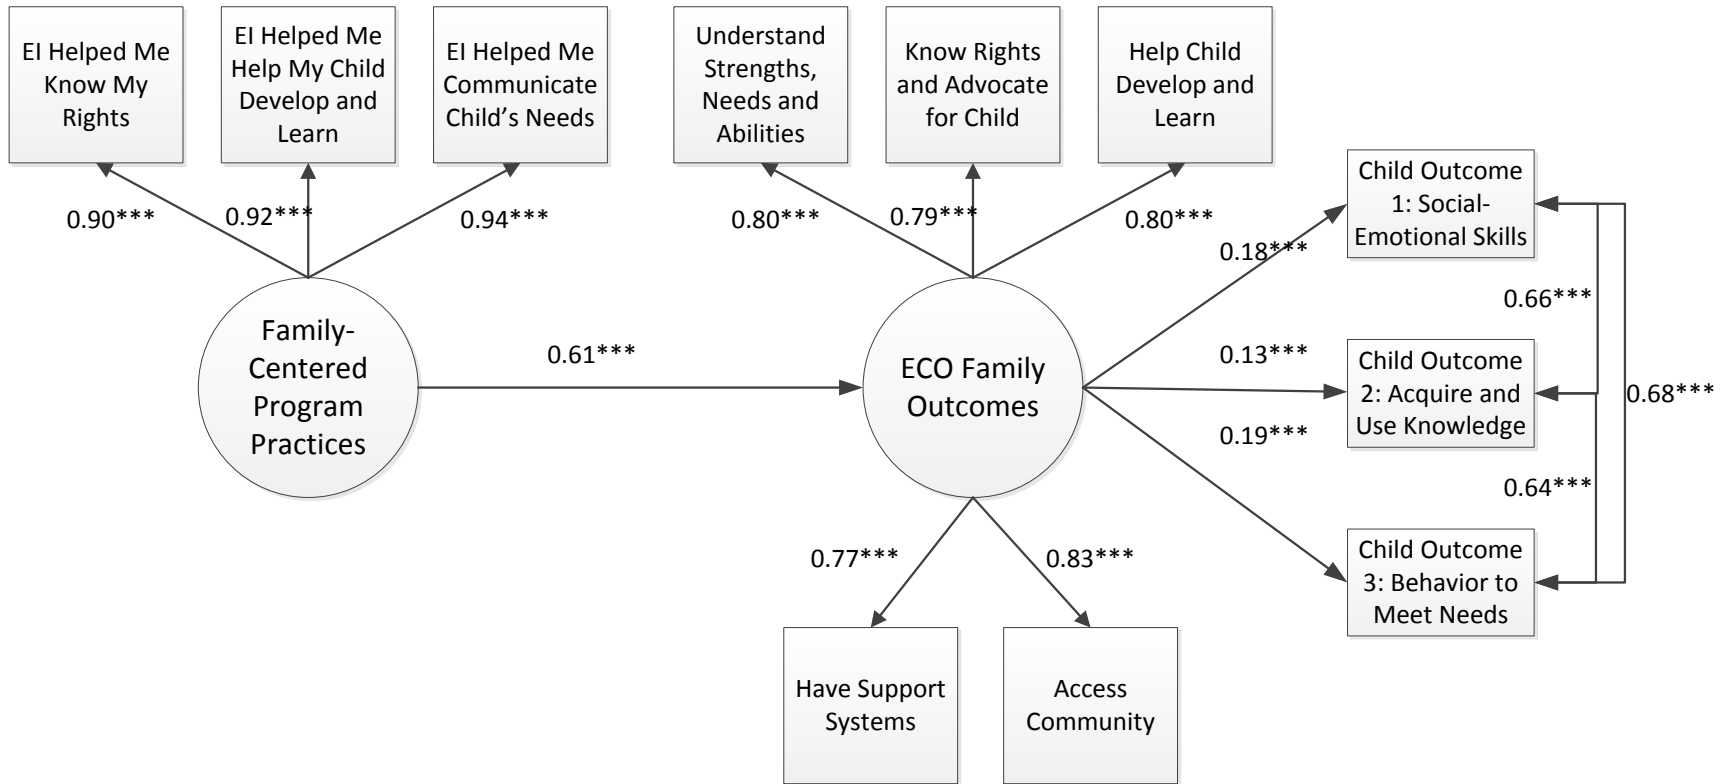 EI Helped Me
Know My
Rights
EI Helped Me
Help My Child
Develop and
Learn
EI Helped Me
Communicate
Child’s Needs
Understand
Strengths,
Needs and
Abilities
Know Rights
and Advocate
for Child
Help Child
Develop and
Learn
0.90***
0.92***
0.94***
0.80***
0.79***
0.80***
Family-
Centered
Program
Practices
0.61***
ECO Family
Outcomes
0.18***
0.13***
0.19***
Child Outcome
1: Social-
Emotional Skills
Child Outcome
2: Acquire and
Use Knowledge
Child Outcome
3: Behavior to
Meet Needs
0.66***
0.68***
0.64***
0.77***
0.83***
Have Support
Systems
Access
Community